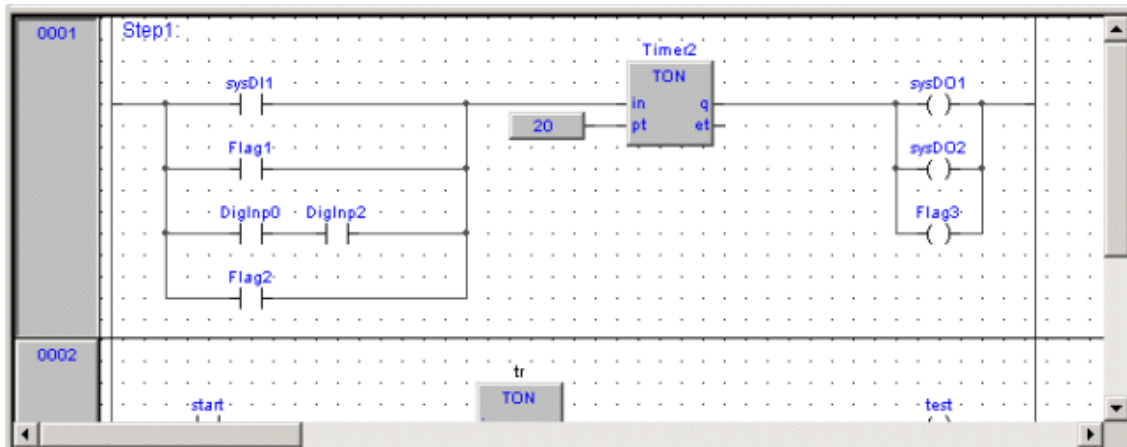 0001
Step1:
Timer2
sysDI1
TON
sysDO1
in q
20
pt et
Flag1
sysDO2
DigInp0 DigInp2
Flag3
Flag2
0002
tr
TON
start
test